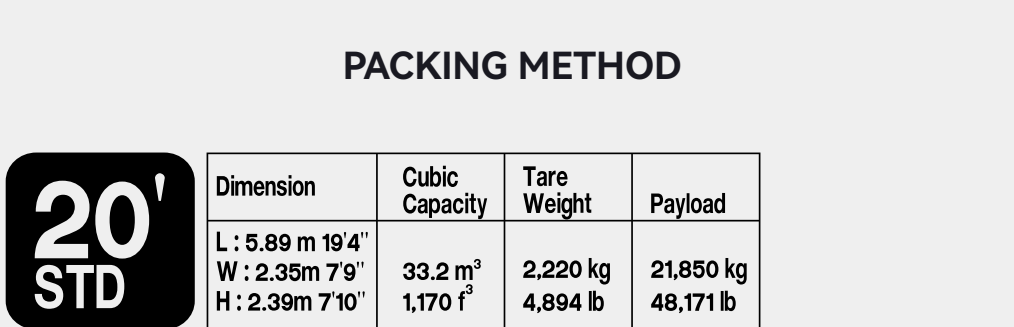 PACKING METHOD
20'
STD
Dimension
Cubic
Capacity
Tare
Weight
Payload
L : 5.89 m 19'4"
W : 2.35m 7'9"
H : 2.39m 7'10"
33.2 m³
1,170 f³
2,220 kg
4,894 lb
21,850 kg
48,171 lb